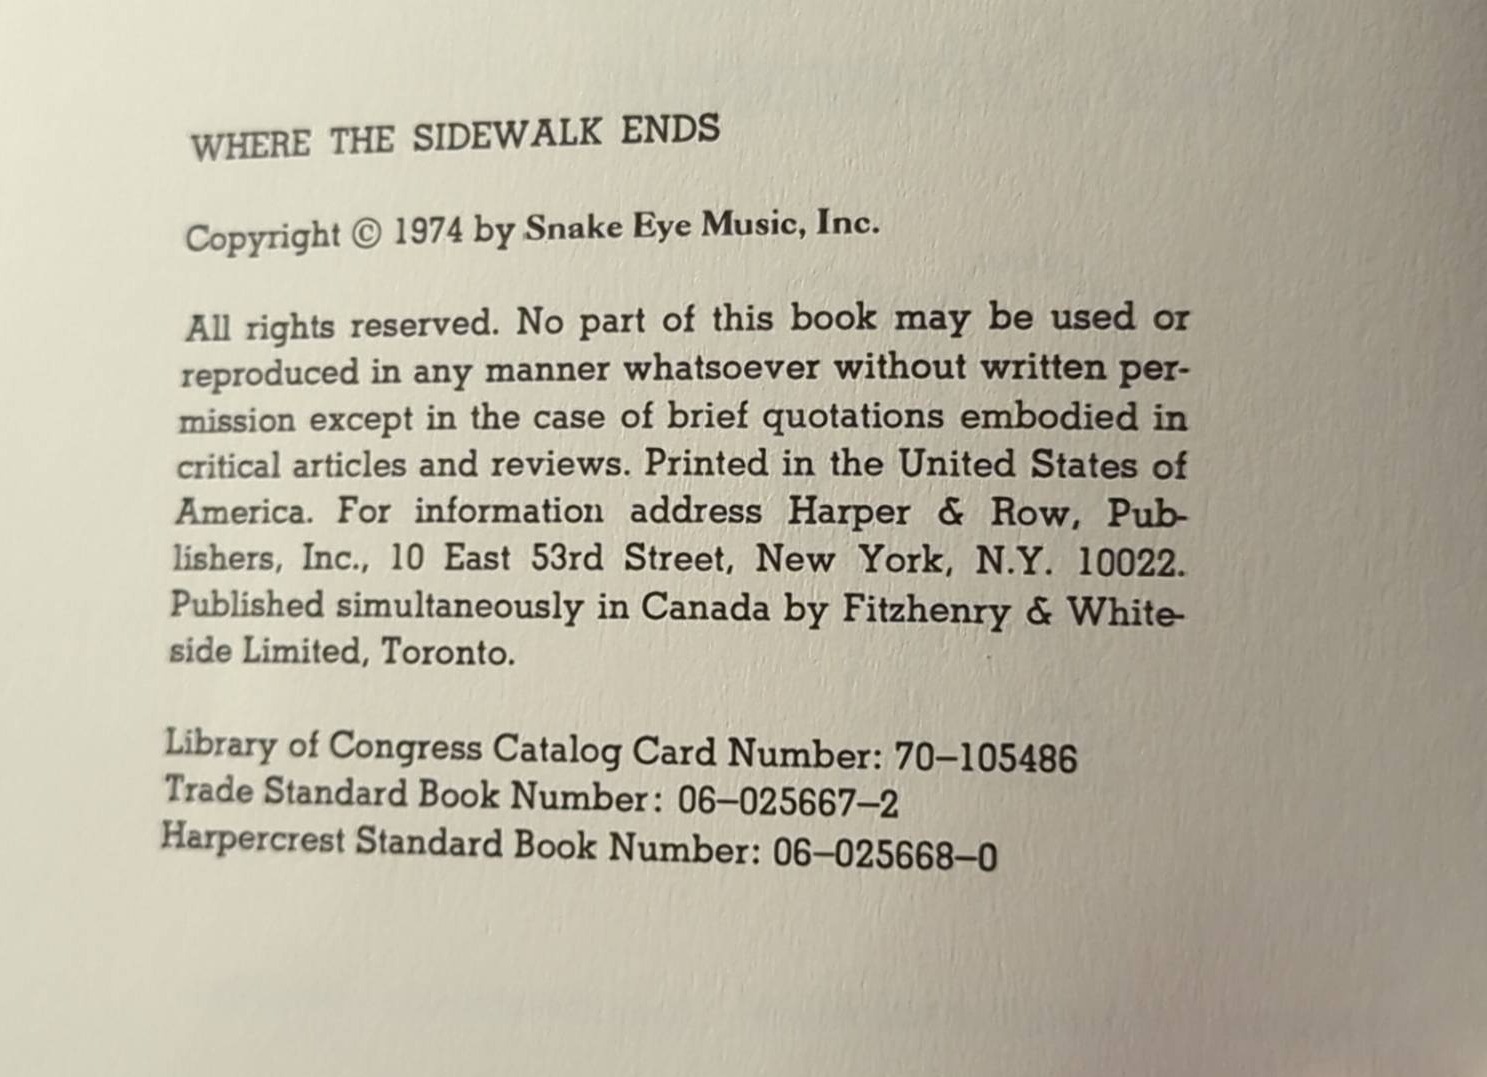 WHERE THE SIDEWALK ENDS
Copyright © 1974 by Snake Eye Music, Inc.
All rights reserved. No part of this book may be used or
reproduced in any manner whatsoever without written per-
mission except in the case of brief quotations embodied in
critical articles and reviews. Printed in the United States of
America. For information address Harper & Row, Pub-
lishers, Inc., 10 East 53rd Street, New York, N.Y. 10022.
Published simultaneously in Canada by Fitzhenry & White-
side Limited, Toronto.
Library of Congress Catalog Card Number: 70–105486
Trade Standard Book Number: 06–025667–2
Harpercrest Standard Book Number: 06–025668–0